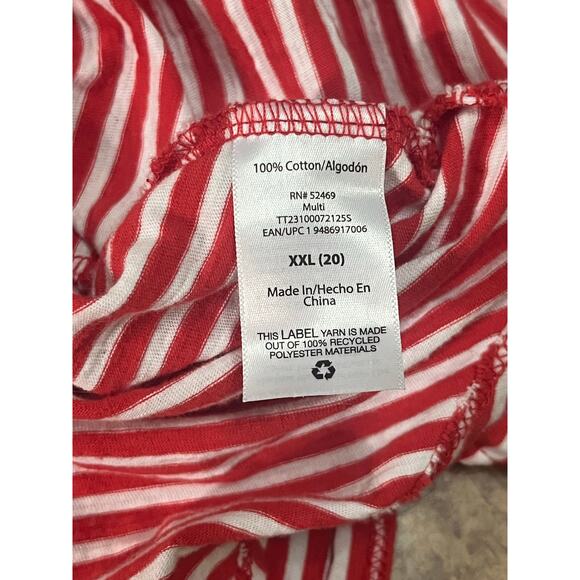 100% Cotton/Algodón
RN# 52469
Multi
TT23100072125S
EAN/UPC 1 9486917006
XXL (20)
Made In/Hecho En
China
THIS LABEL YARN IS MADE
OUT OF 100% RECYCLED
POLYESTER MATERIALS